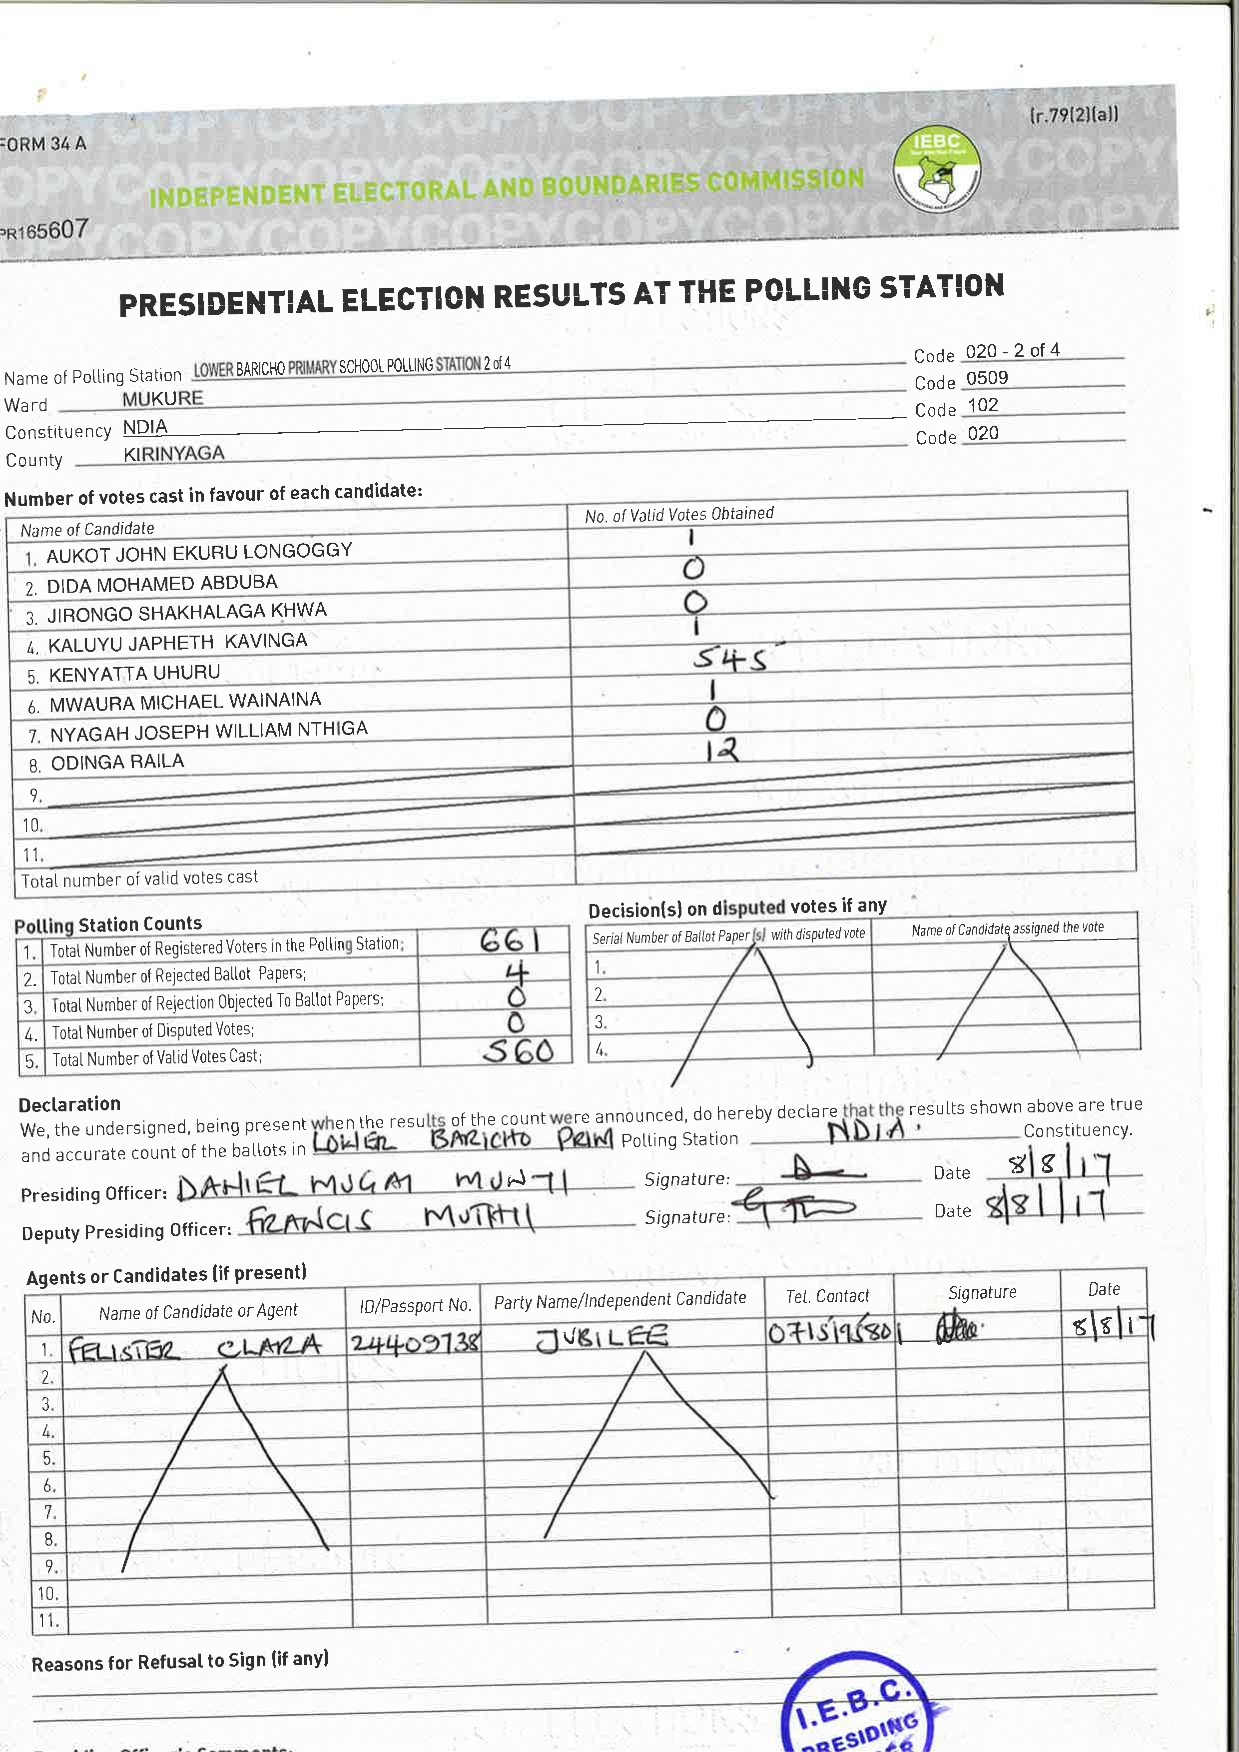 (r.79(2)(a))
FORM 34 A
IEBC
INDEPENDENT ELECTORAL AND BOUNDARIES COMMISSION
PR165607
PRESIDENTIAL ELECTION RESULTS AT THE POLLING STATION
Name of Polling Station LOWER BARICHO PRIMARY SCHOOL POLLING STATION 2 of 4 Code 020 - 2 of 4
Ward MUKURE Code 0509
Constituency NDIA Code 102
County KIRINYAGA Code 020
Number of votes cast in favour of each candidate:
Name of Candidate No. of Valid Votes Obtained
1. AUKOT JOHN EKURU LONGOGGY 1
2. DIDA MOHAMED ABDUBA 0
3. JIRONGO SHAKHALAGA KHWA 0
4. KALUYU JAPHETH KAVINGA 1
5. KENYATTA UHURU 545
6. MWAURA MICHAEL WAINAINA 1
7. NYAGAH JOSEPH WILLIAM NTHIGA 0
8. ODINGA RAILA 12
9.
10.
11.
Total number of valid votes cast
Polling Station Counts
1. Total Number of Registered Voters in the Polling Station; 661
2. Total Number of Rejected Ballot Papers; 4
3. Total Number of Rejection Objected To Ballot Papers; 0
4. Total Number of Disputed Votes; 0
5. Total Number of Valid Votes Cast; 560
Decision(s) on disputed votes if any
Serial Number of Ballot Paper (s) with disputed vote Name of Candidate assigned the vote
1.
2.
3.
4.
Declaration
We, the undersigned, being present when the results of the count were announced, do hereby declare that the results shown above are true
and accurate count of the ballots in LOWER BARICHO PRIM Polling Station NDIA. Constituency.
Presiding Officer: DANIEL MUGAI MUNTI Signature: Date 8/8/17
Deputy Presiding Officer: FRANCIS MUTHII Signature: Date 8/8/17
Agents or Candidates (if present)
No. Name of Candidate or Agent ID/Passport No. Party Name/Independent Candidate Tel. Contact Signature Date
1. FELISTER CLARA 24409738 JUBILEE 0715195801 8/8/17
2.
3.
4.
5.
6.
7.
8.
9.
10.
11.
Reasons for Refusal to Sign (if any)
I.E.B.C.
PRESIDING